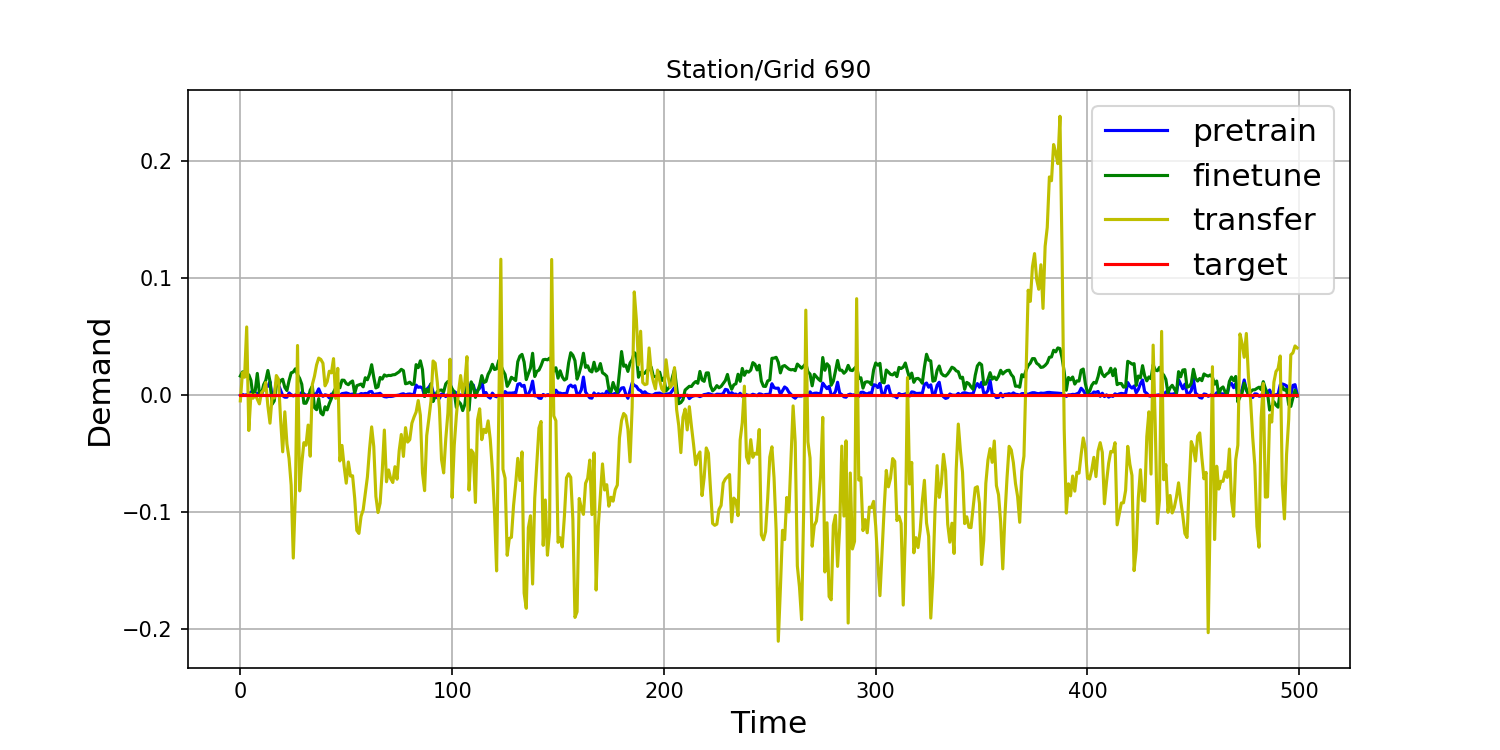 Station/Grid 690
Demand
0.2
0.1
0.0
−0.1
−0.2
pretrain
finetune
transfer
target
0 100 200 300 400 500
Time